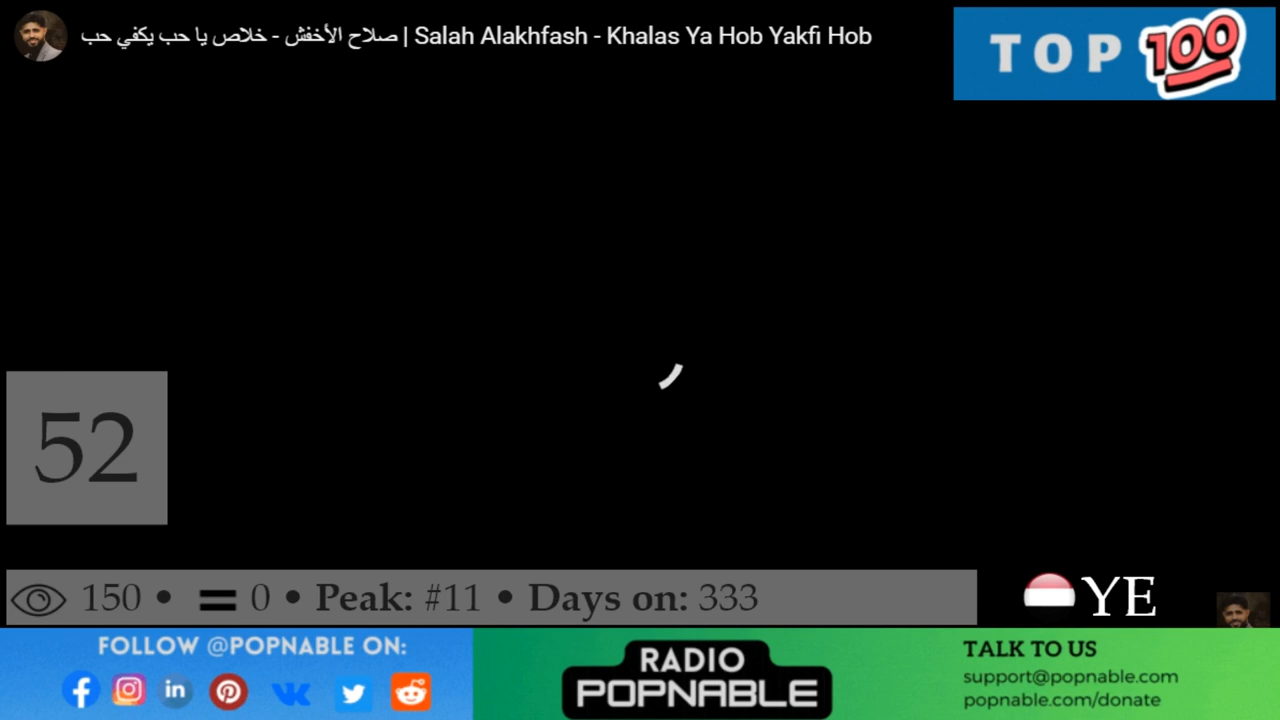 صلاح الأخفش - خلاص يا حب يكفي حب | Salah Alakhfash - Khalas Ya Hob Yakfi Hob
TOP 100
52
150 • = 0 • Peak: #11 • Days on: 333
YE
FOLLOW @POPNABLE ON:
RADIO
POPNABLE
TALK TO US
support@popnable.com
popnable.com/donate